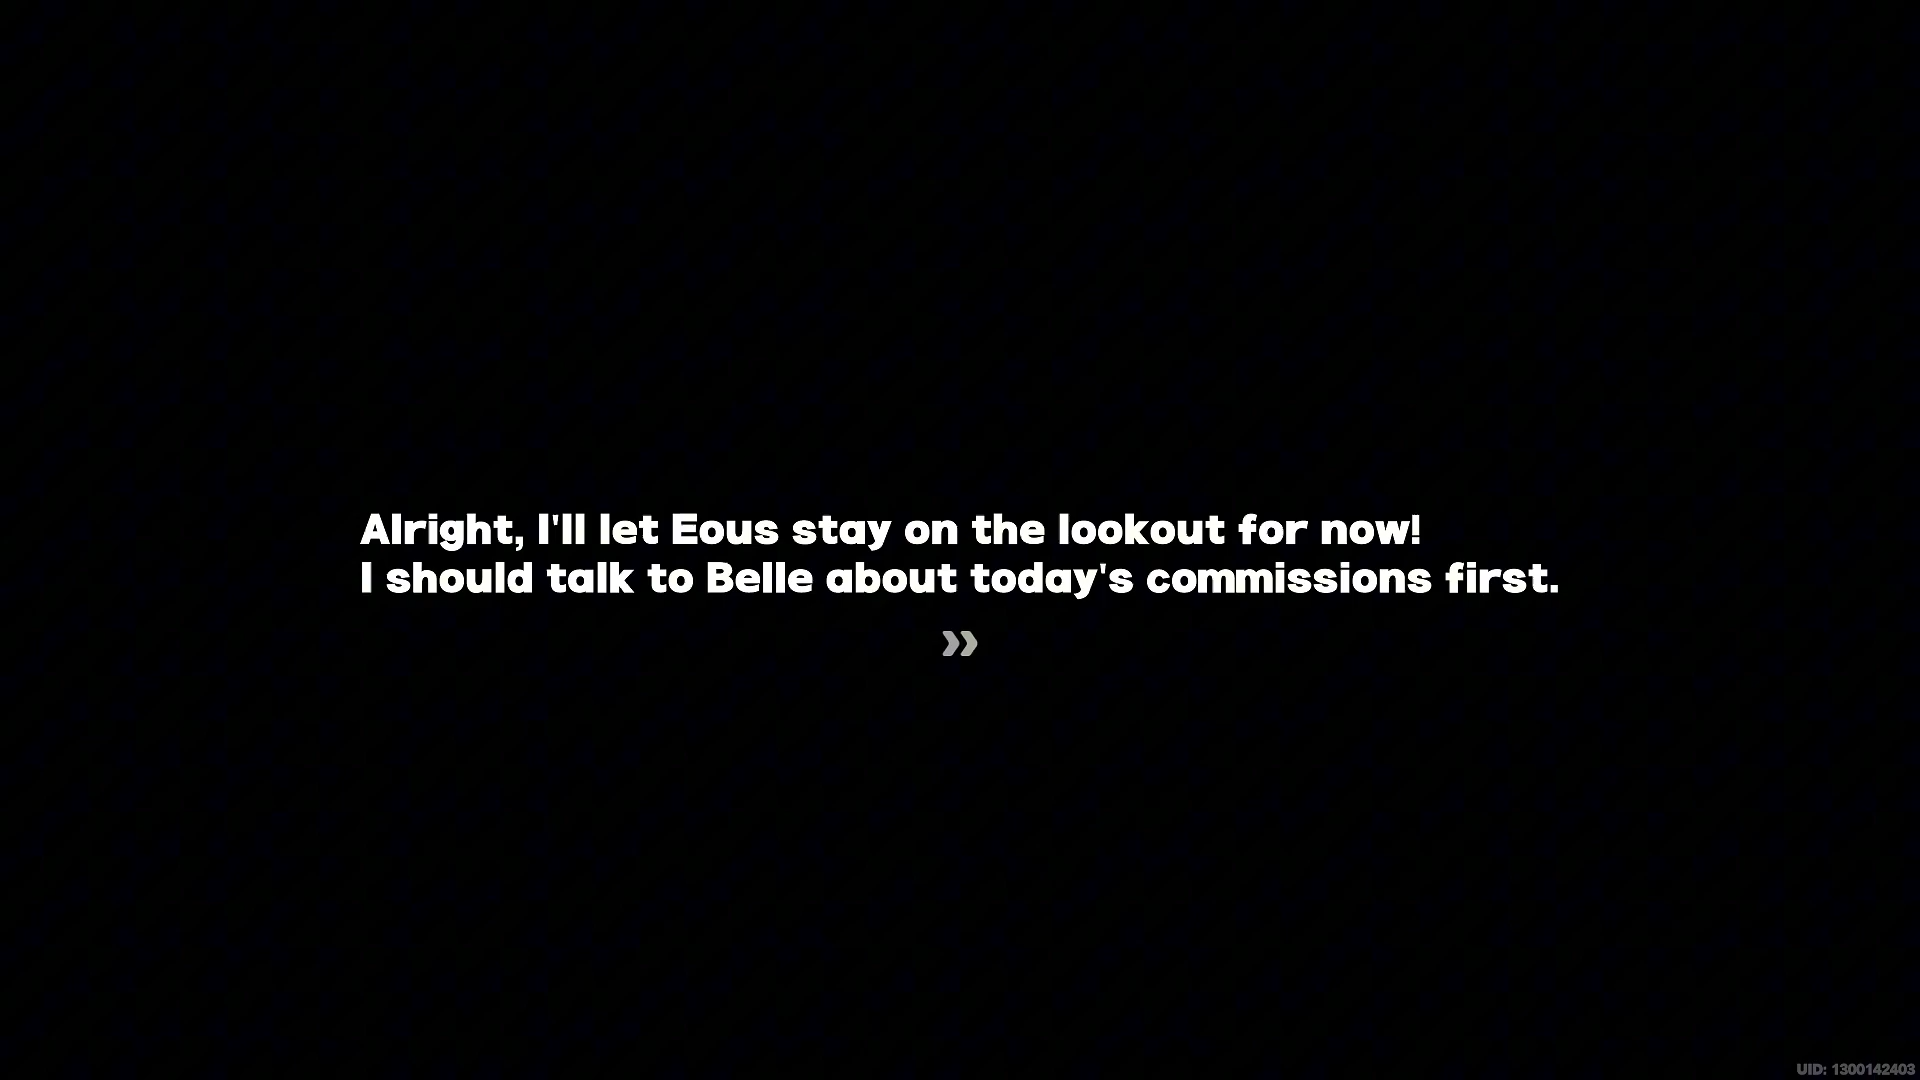 Alright, I'll let Eous stay on the lookout for now!
I should talk to Belle about today's commissions first.
UID: 1300142403